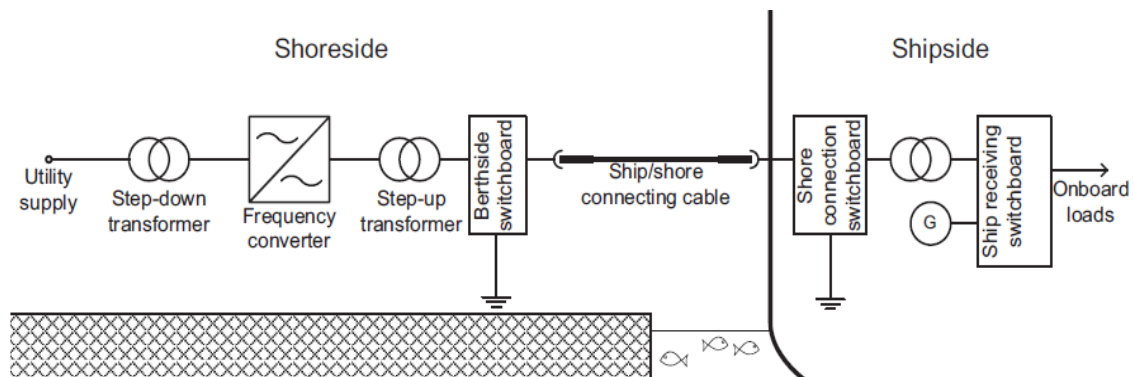 Shoreside
Shipside
Utility
supply
Step-down
transformer
Frequency
converter
Step-up
transformer
Berthside
switchboard
Ship/shore
connecting cable
Shore
connection
switchboard
G
Ship receiving
switchboard
Onboard
loads